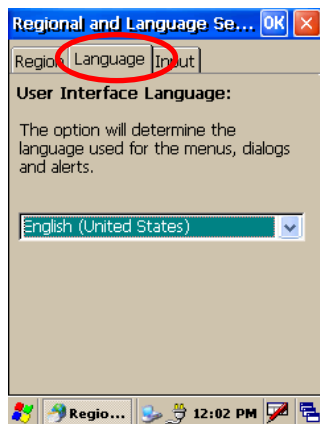 Regional and Language Se... OK
Region Language Input
User Interface Language:
The option will determine the
language used for the menus, dialogs
and alerts.
English (United States)
Regio... 12:02 PM